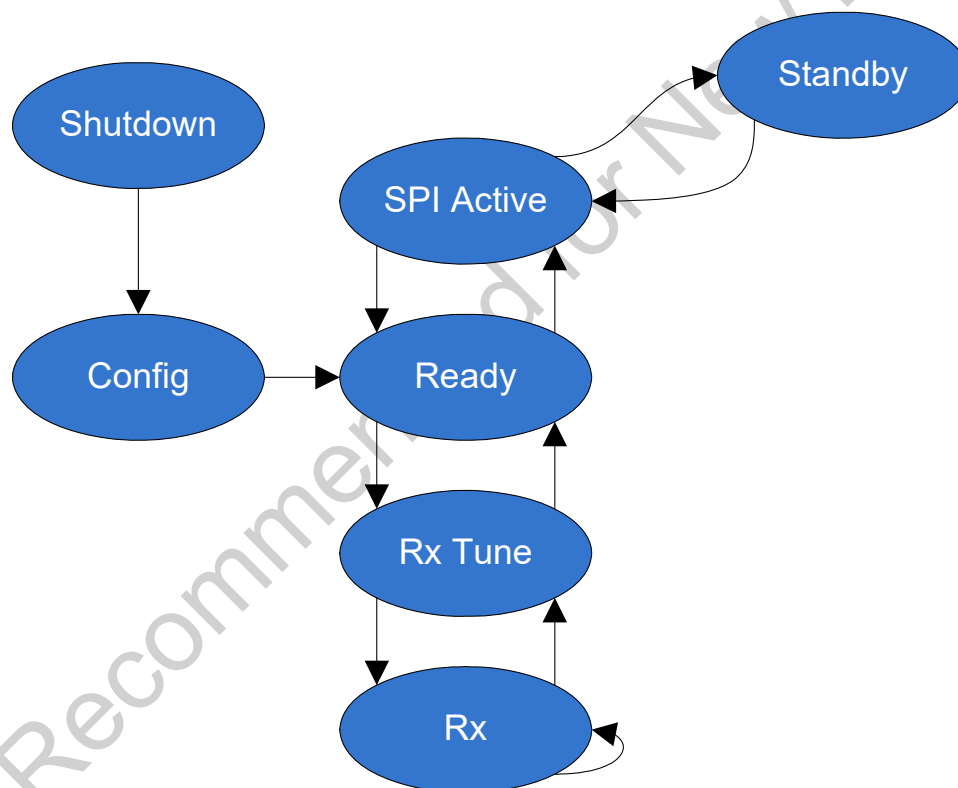 Standby
Shutdown
SPI Active
Config
Ready
Rx Tune
Rx